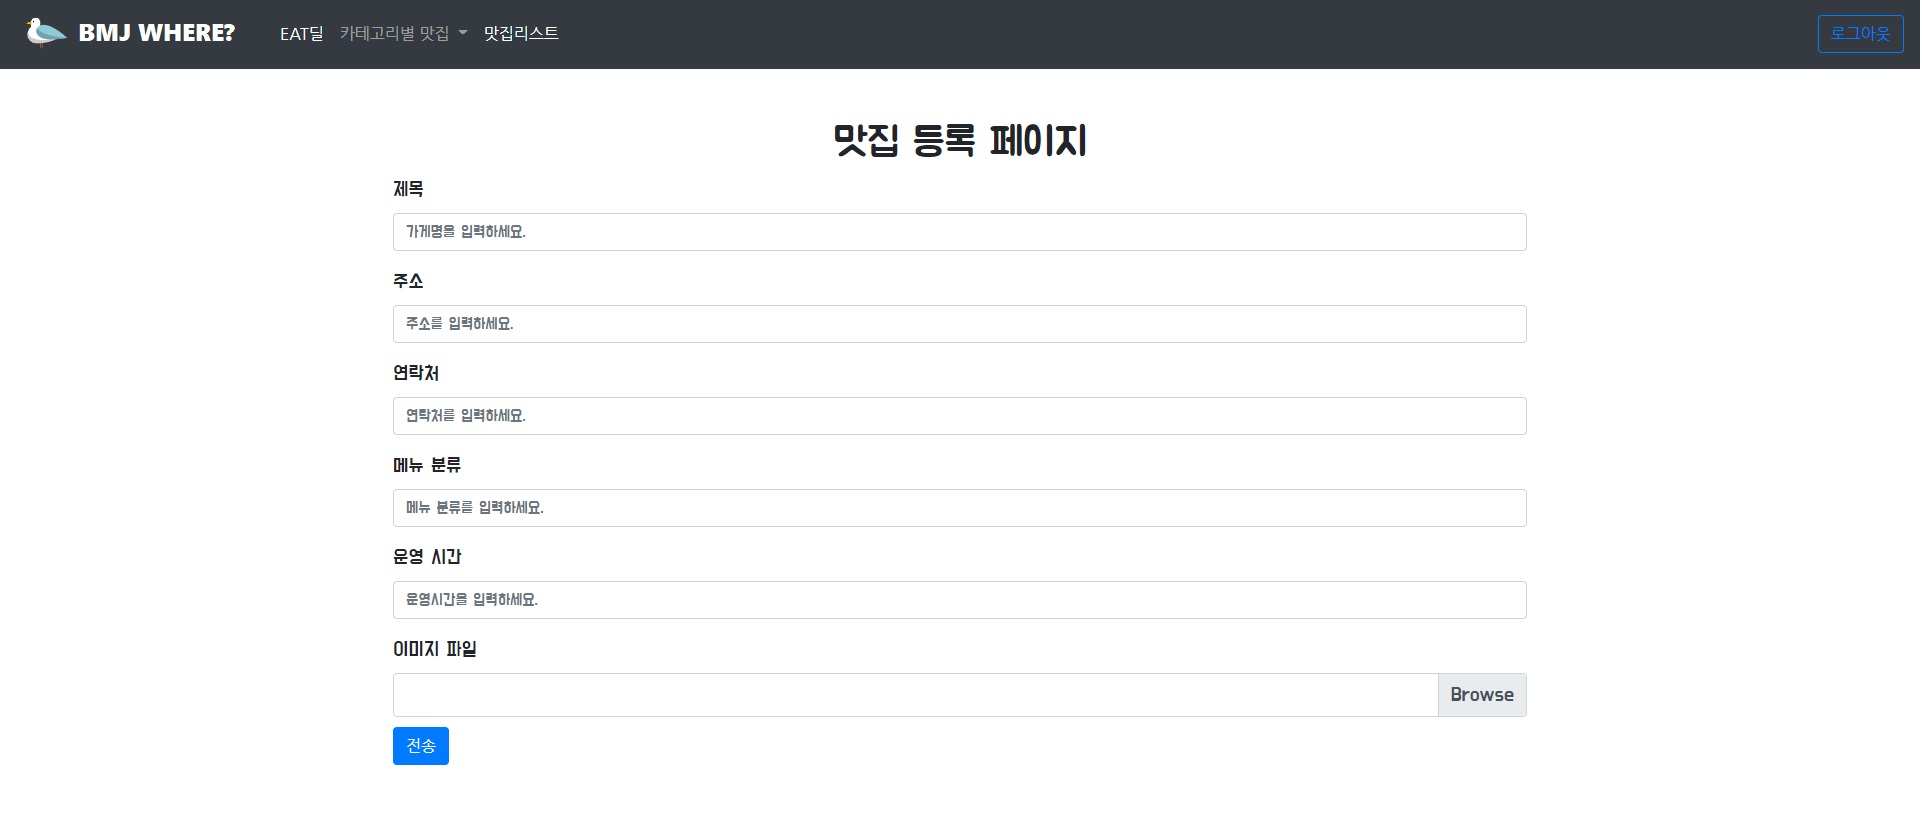 BMJ WHERE? EAT딜 카테고리별 맛집 맛집리스트 로그아웃
맛집 등록 페이지
제목
가게명을 입력하세요.
주소
주소를 입력하세요.
연락처
연락처를 입력하세요.
메뉴 분류
메뉴 분류를 입력하세요.
운영 시간
운영시간을 입력하세요.
이미지 파일
Browse
전송